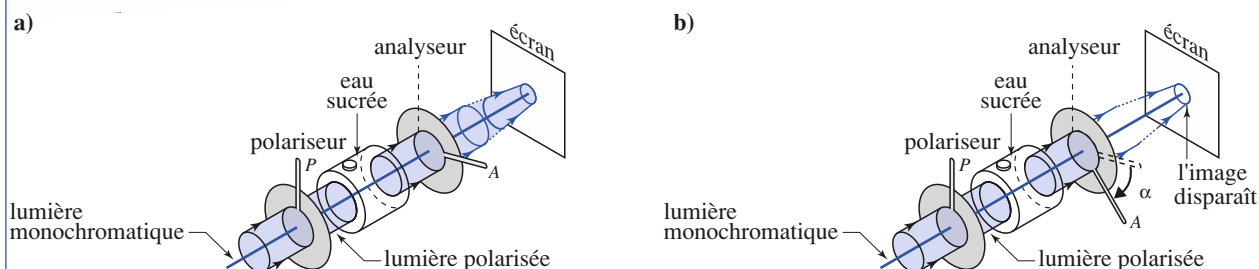 a)
écran
analyseur
eau
sucrée
polariseur
P
A
lumière
monochromatique
lumière polarisée
b)
écran
analyseur
eau
sucrée
polariseur
P
α
A
l'image
disparaît
lumière
monochromatique
lumière polarisée